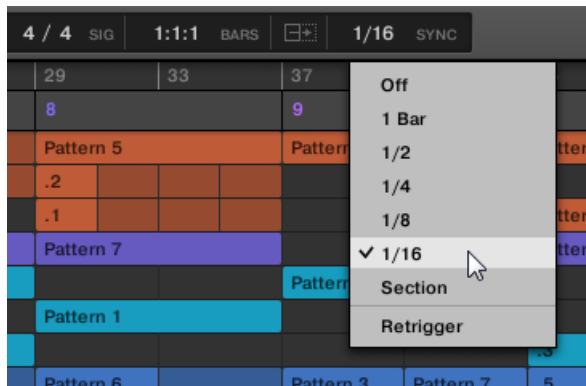 4 / 4 SIG 1:1:1 BARS 1/16 SYNC
29 33 37
8 9
Off
1 Bar
1/2
1/4
1/8
1/16
Section
Retrigger
Pattern 5
.2
.1
Pattern 7
Pattern 1
.3
Pattern 6 Pattern 3 Pattern 7 .5